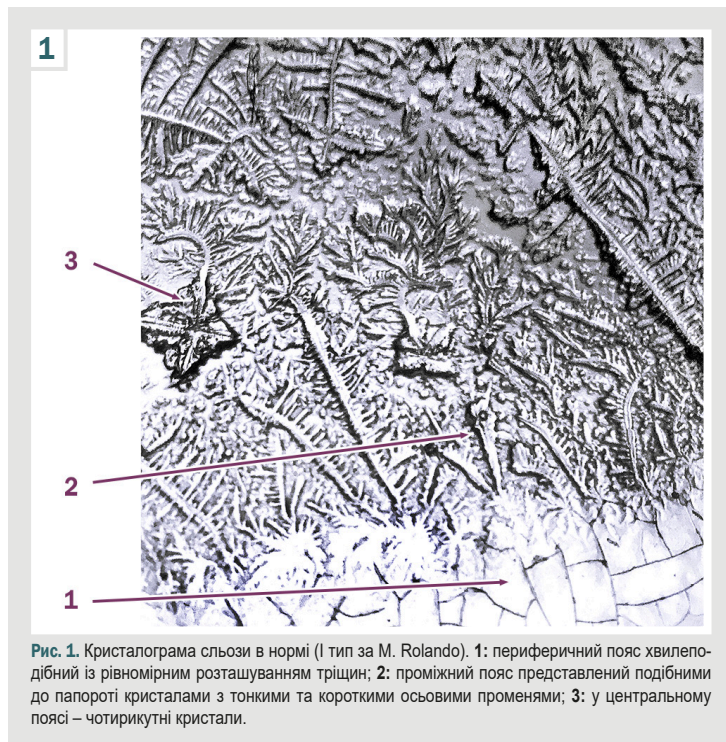 1
3
2
1
Рис. 1. Кристалограма сльози в нормі (І тип за M. Rolando). 1: периферичний пояс хвилепо-
дібний із рівномірним розташуванням тріщин; 2: проміжний пояс представлений подібними
до папороті кристалами з тонкими та короткими осьовими променями; 3: у центральному
поясі – чотирикутні кристали.